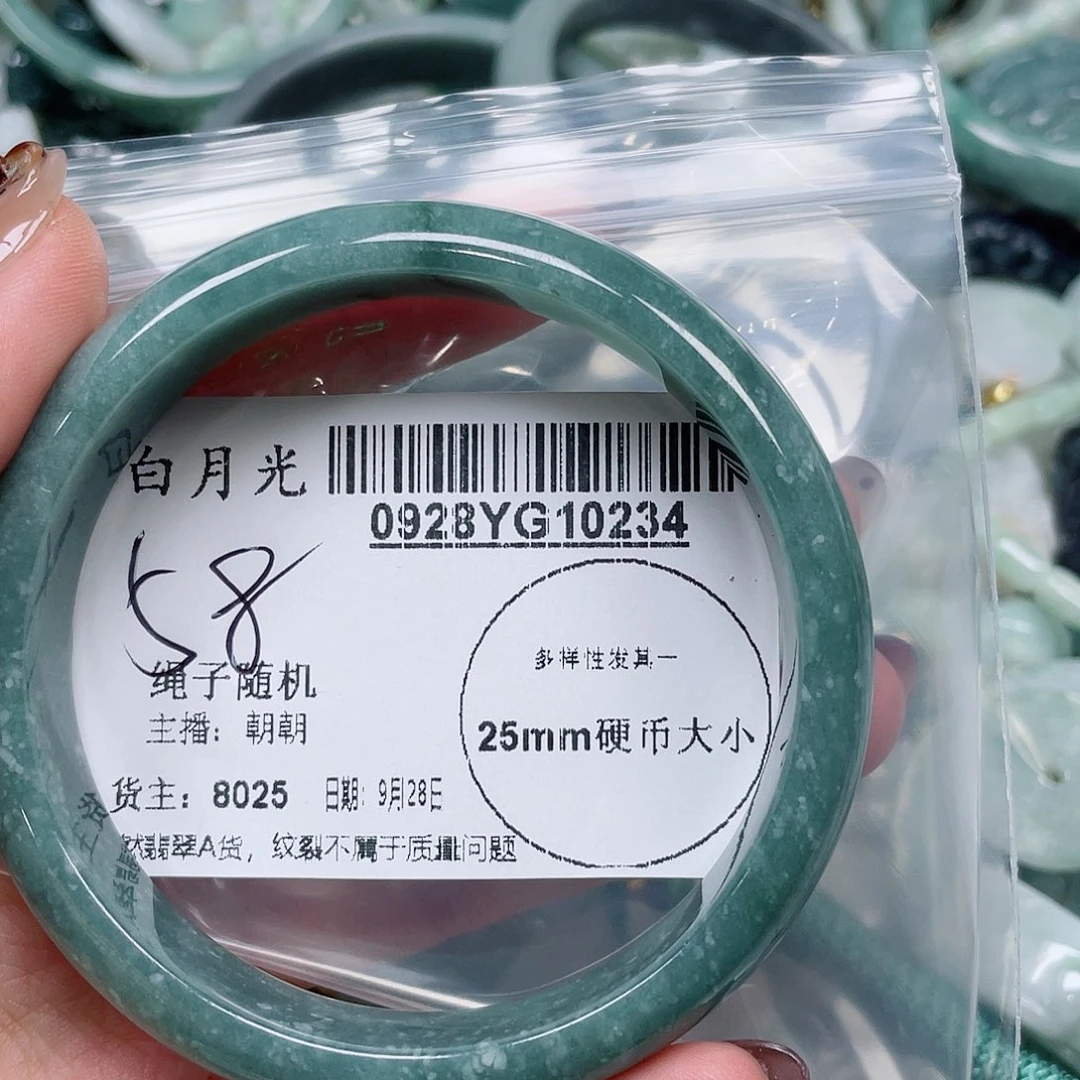 白月光
0928YG10234
58
绳子随机
多样性发其一
主播：朝朝
25mm硬币大小
货主：8025 日期：9月28日
然翡翠A货，纹裂不属于质量问题